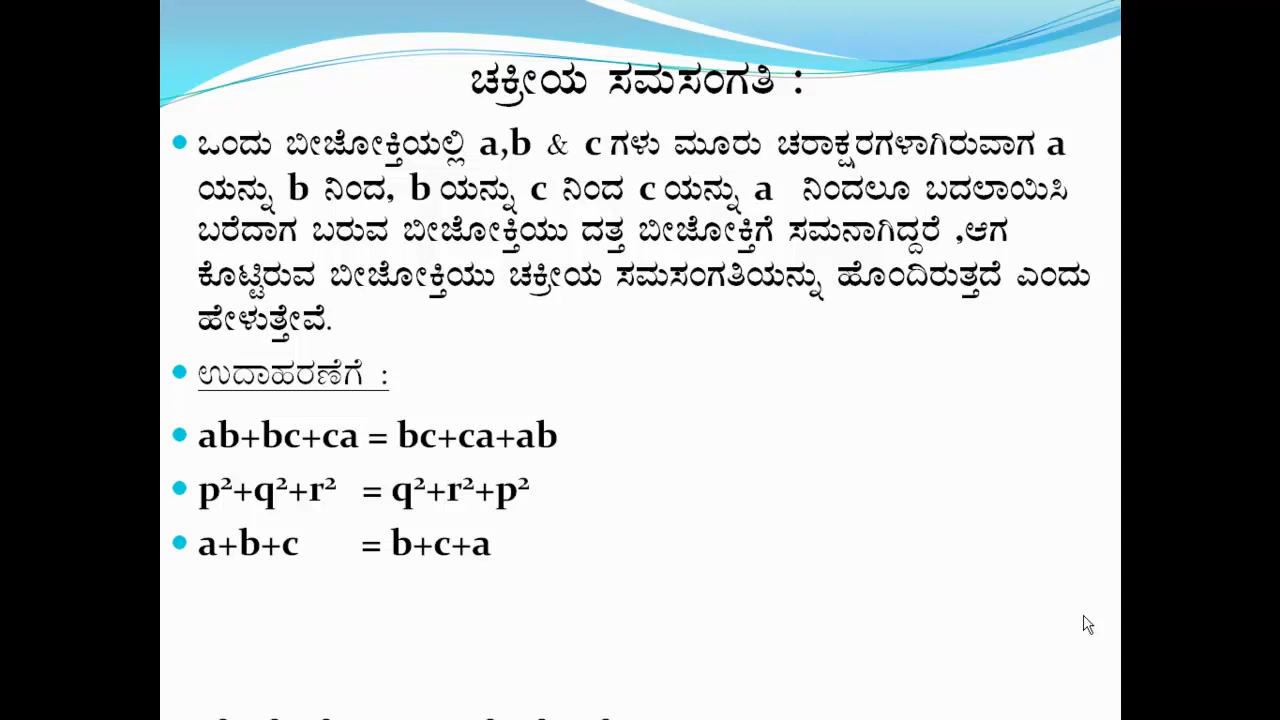 ಚಕ್ರೀಯ ಸಮಸಂಗತಿ :
ಒಂದು ಬೀಜೋಕ್ತಿಯಲ್ಲಿ a,b & c ಗಳು ಮೂರು ಚರಾಕ್ಷರಗಳಾಗಿರುವಾಗ a
ಯನ್ನು b ನಿಂದ, b ಯನ್ನು c ನಿಂದ c ಯನ್ನು a ನಿಂದಲೂ ಬದಲಾಯಿಸಿ
ಬರೆದಾಗ ಬರುವ ಬೀಜೋಕ್ತಿಯು ದತ್ತ ಬೀಜೋಕ್ತಿಗೆ ಸಮನಾಗಿದ್ದರೆ ,ಆಗ
ಕೊಟ್ಟಿರುವ ಬೀಜೋಕ್ತಿಯು ಚಕ್ರೀಯ ಸಮಸಂಗತಿಯನ್ನು ಹೊಂದಿರುತ್ತದೆ ಎಂದು
ಹೇಳುತ್ತೇವೆ.
ಉದಾಹರಣೆಗೆ :
ab+bc+ca = bc+ca+ab
p²+q²+r² = q²+r²+p²
a+b+c = b+c+a